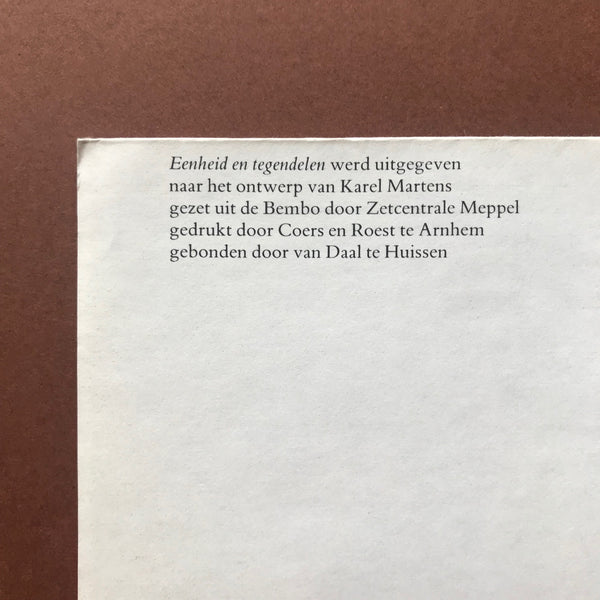 Eenheid en tegendelen werd uitgegeven
naar het ontwerp van Karel Martens
gezet uit de Bembo door Zetcentrale Meppel
gedrukt door Coers en Roest te Arnhem
gebonden door van Daal te Huissen